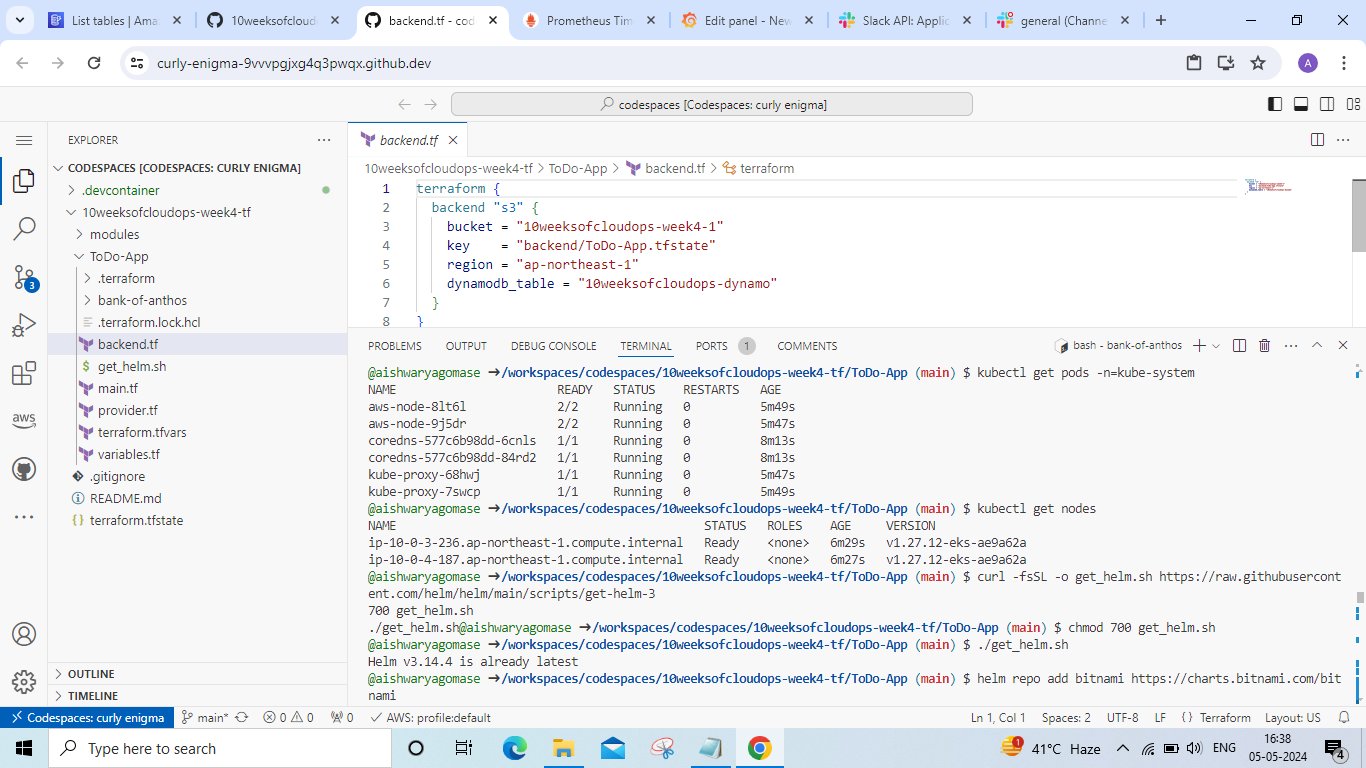 List tables | Ama
10weeksofcloudo
backend.tf - cod
Prometheus Tim
Edit panel - New
Slack API: Applic
general (Channe
curly-enigma-9vvvpgjxg4q3pwqx.github.dev
A
codespaces [Codespaces: curly enigma]
EXPLORER
CODESPACES [CODESPACES: CURLY ENIGMA]
.devcontainer
10weeksofcloudops-week4-tf
modules
ToDo-App
.terraform
bank-of-anthos
.terraform.lock.hcl
backend.tf
$ get_helm.sh
main.tf
provider.tf
terraform.tfvars
variables.tf
.gitignore
README.md
{} terraform.tfstate
OUTLINE
TIMELINE
3
aws
backend.tf
10weeksofcloudops-week4-tf > ToDo-App > backend.tf > terraform
1 terraform {
2 backend "s3" {
3 bucket = "10weeksofcloudops-week4-1"
4 key    = "backend/ToDo-App.tfstate"
5 region = "ap-northeast-1"
6 dynamodb_table = "10weeksofcloudops-dynamo"
7 }
8 }
PROBLEMS OUTPUT DEBUG CONSOLE TERMINAL PORTS 1 COMMENTS
bash - bank-of-anthos
@aishwaryagomase ➜/workspaces/codespaces/10weeksofcloudops-week4-tf/ToDo-App (main) $ kubectl get pods -n=kube-system
NAME READY STATUS RESTARTS AGE
aws-node-8lt6l 2/2 Running 0 5m49s
aws-node-9j5dr 2/2 Running 0 5m47s
coredns-577c6b98dd-6cnls 1/1 Running 0 8m13s
coredns-577c6b98dd-84rd2 1/1 Running 0 8m13s
kube-proxy-68hwj 1/1 Running 0 5m47s
kube-proxy-7swcp 1/1 Running 0 5m49s
@aishwaryagomase ➜/workspaces/codespaces/10weeksofcloudops-week4-tf/ToDo-App (main) $ kubectl get nodes
NAME STATUS ROLES AGE VERSION
ip-10-0-3-236.ap-northeast-1.compute.internal Ready <none> 6m29s v1.27.12-eks-ae9a62a
ip-10-0-4-187.ap-northeast-1.compute.internal Ready <none> 6m27s v1.27.12-eks-ae9a62a
@aishwaryagomase ➜/workspaces/codespaces/10weeksofcloudops-week4-tf/ToDo-App (main) $ curl -fsSL -o get_helm.sh https://raw.githubusercont
ent.com/helm/helm/main/scripts/get-helm-3
700 get_helm.sh
./get_helm.sh@aishwaryagomase ➜/workspaces/codespaces/10weeksofcloudops-week4-tf/ToDo-App (main) $ chmod 700 get_helm.sh
@aishwaryagomase ➜/workspaces/codespaces/10weeksofcloudops-week4-tf/ToDo-App (main) $ ./get_helm.sh
Helm v3.14.4 is already latest
@aishwaryagomase ➜/workspaces/codespaces/10weeksofcloudops-week4-tf/ToDo-App (main) $ helm repo add bitnami https://charts.bitnami.com/bit
nami
Codespaces: curly enigma main* 0 0 0 AWS: profile:default Ln 1, Col 1 Spaces: 2 UTF-8 LF {} Terraform Layout: US
Type here to search
1 41°C Haze ENG 16:38
05-05-2024 4